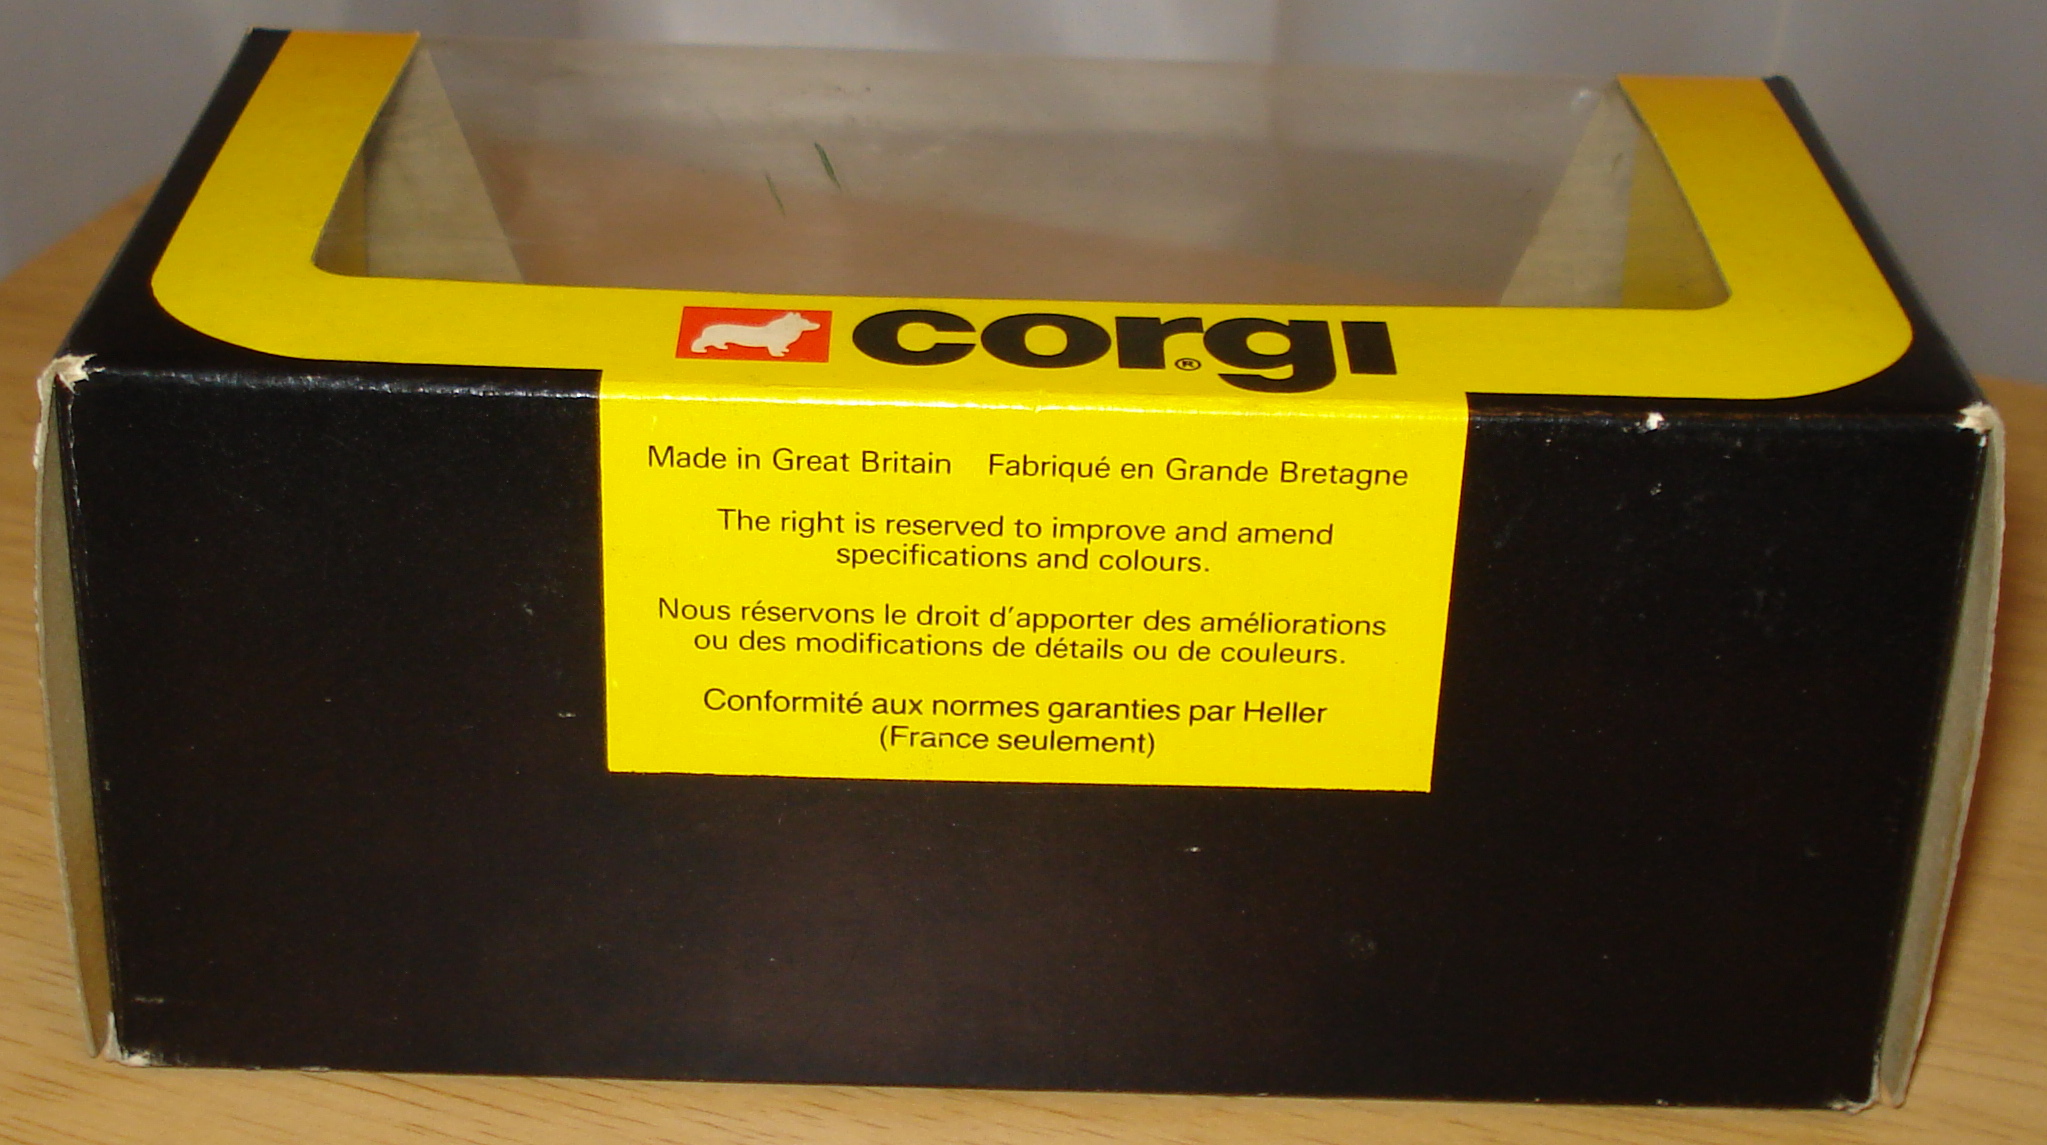 corgi®
Made in Great Britain Fabriqué en Grande Bretagne
The right is reserved to improve and amend
specifications and colours.
Nous réservons le droit d'apporter des améliorations
ou des modifications de détails ou de couleurs.
Conformité aux normes garanties par Heller
(France seulement)